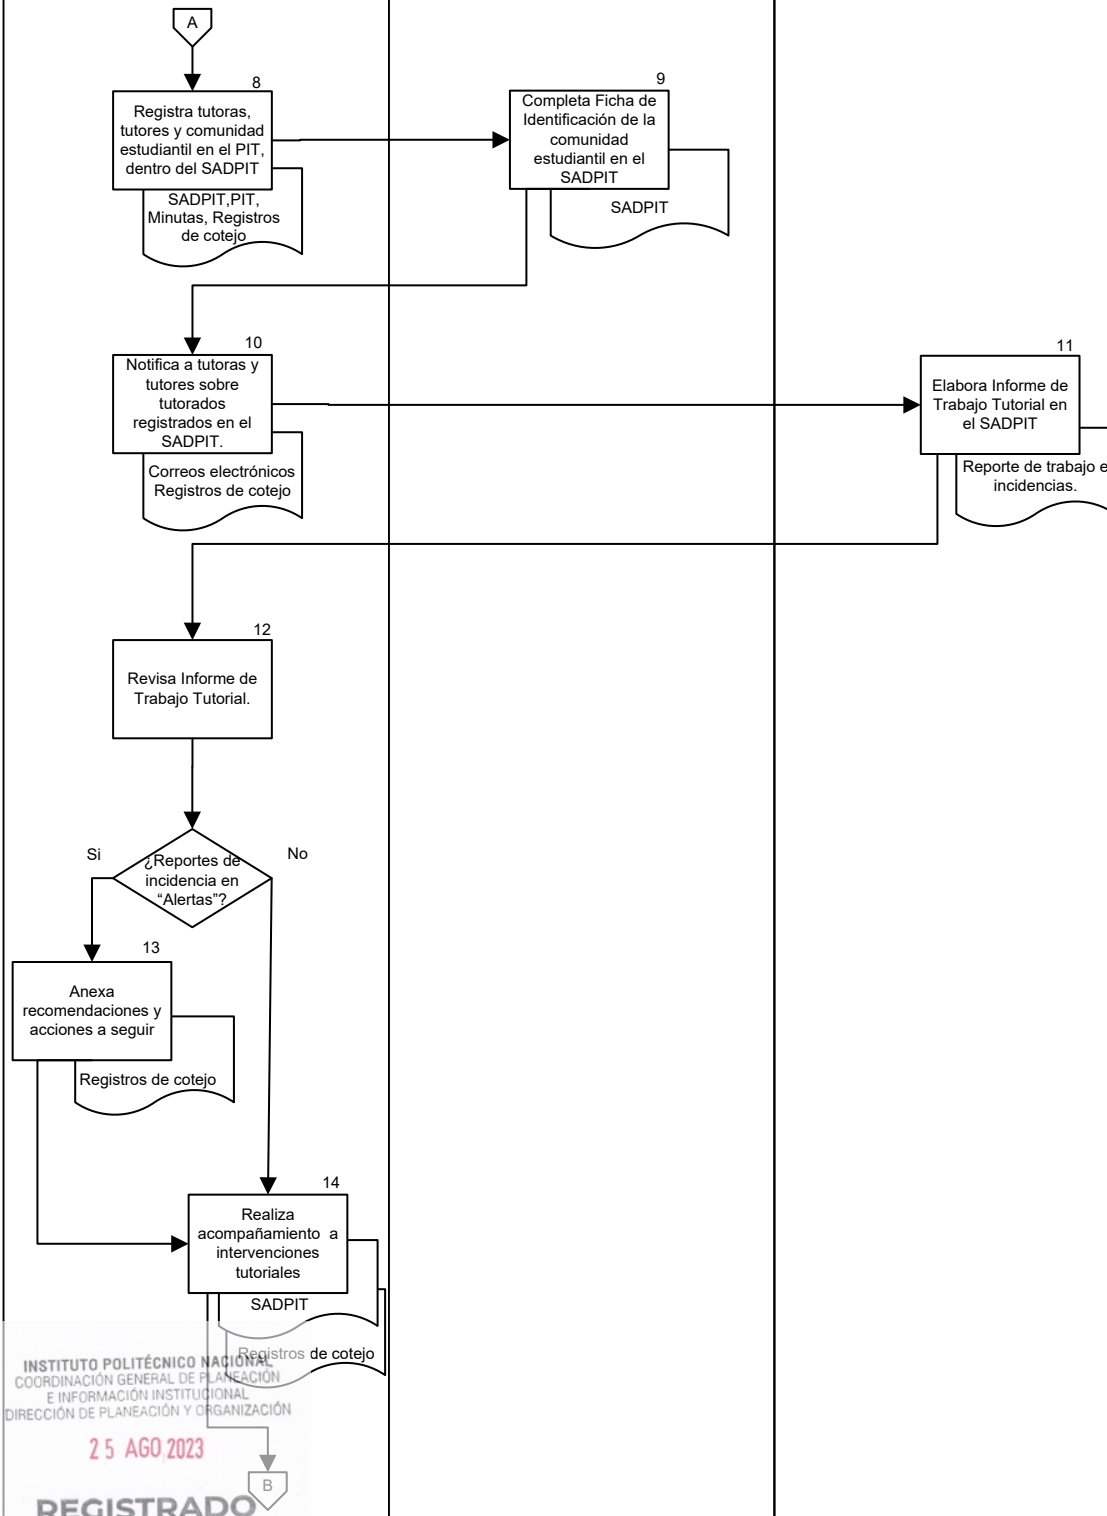 A
8
Registra tutoras,
tutores y comunidad
estudiantil en el PIT,
dentro del SADPIT
SADPIT,PIT,
Minutas, Registros
de cotejo
9
Completa Ficha de
Identificación de la
comunidad
estudiantil en el
SADPIT
SADPIT
10
Notifica a tutoras y
tutores sobre
tutorados
registrados en el
SADPIT.
Correos electrónicos
Registros de cotejo
11
Elabora Informe de
Trabajo Tutorial en
el SADPIT
Reporte de trabajo e
incidencias.
12
Revisa Informe de
Trabajo Tutorial.
Si
¿Reportes de
incidencia en
“Alertas”?
No
13
Anexa
recomendaciones y
acciones a seguir
Registros de cotejo
14
Realiza
acompañamiento a
intervenciones
tutoriales
SADPIT
Registros de cotejo
INSTITUTO POLITÉCNICO NACIONAL
COORDINACIÓN GENERAL DE PLANEACIÓN
E INFORMACIÓN INSTITUCIONAL
DIRECCIÓN DE PLANEACIÓN Y ORGANIZACIÓN
25 AGO 2023
B
REGISTRADO